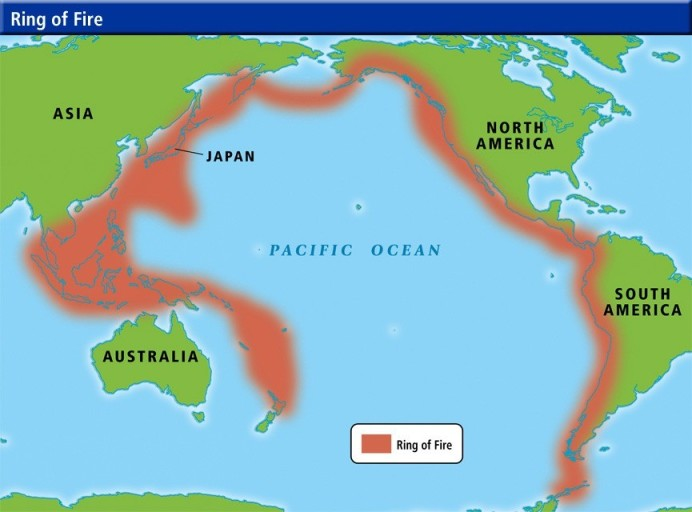 Ring of Fire
ASIA
JAPAN
NORTH
AMERICA
PACIFIC OCEAN
SOUTH
AMERICA
AUSTRALIA
Ring of Fire